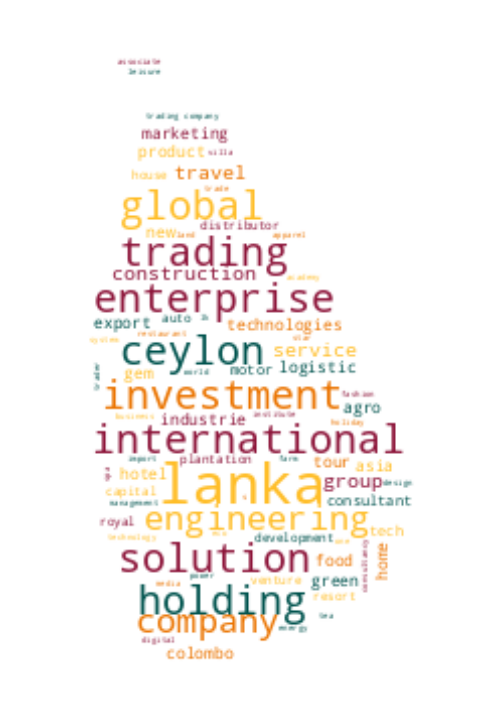 associate
leisure
trading company
marketing
product villa
house travel
trade
global
distributor
new land apparel
trading
construction academy
enterprise
export auto technologies
restaurant
system star
ceylon service
gem world motor logistic
trader
investment fashion
agro
business industrie institute holiday
international
import plantation farm
spa hotel tour asia
lanka group design
capital
management consultant
royal engineering tech
technology development
solution food home
consultancy
media power venture green
holding resort
company energy tea
digital
colombo